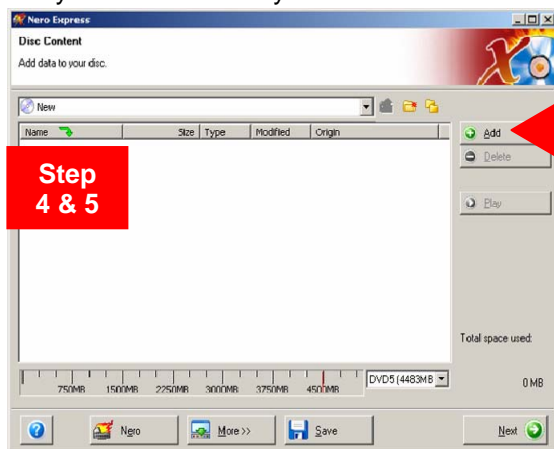 Nero Express
Disc Content
Add data to your disc.
New
Name Size Type Modified Origin
Add
Delete
Play
Step
4 & 5
Total space used:
750MB 1500MB 2250MB 3000MB 3750MB 4500MB DVD5 (4483MB 0 MB
Nero More >> Save Next